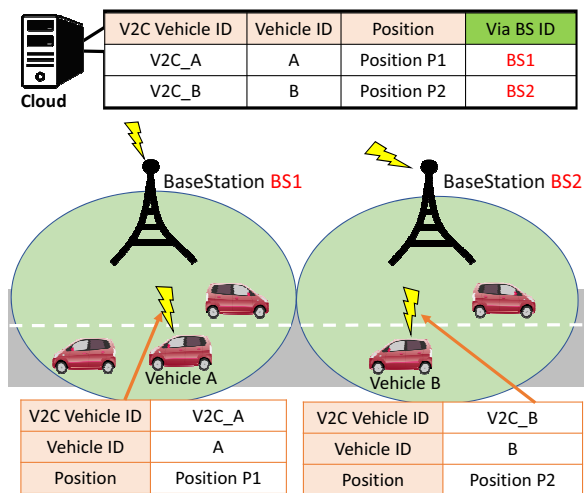 V2C Vehicle ID Vehicle ID Position Via BS ID
V2C_A A Position P1 BS1
V2C_B B Position P2 BS2
Cloud
BaseStation BS1 BaseStation BS2
Vehicle A Vehicle B
V2C Vehicle ID V2C_A
Vehicle ID A
Position Position P1
V2C Vehicle ID V2C_B
Vehicle ID B
Position Position P2